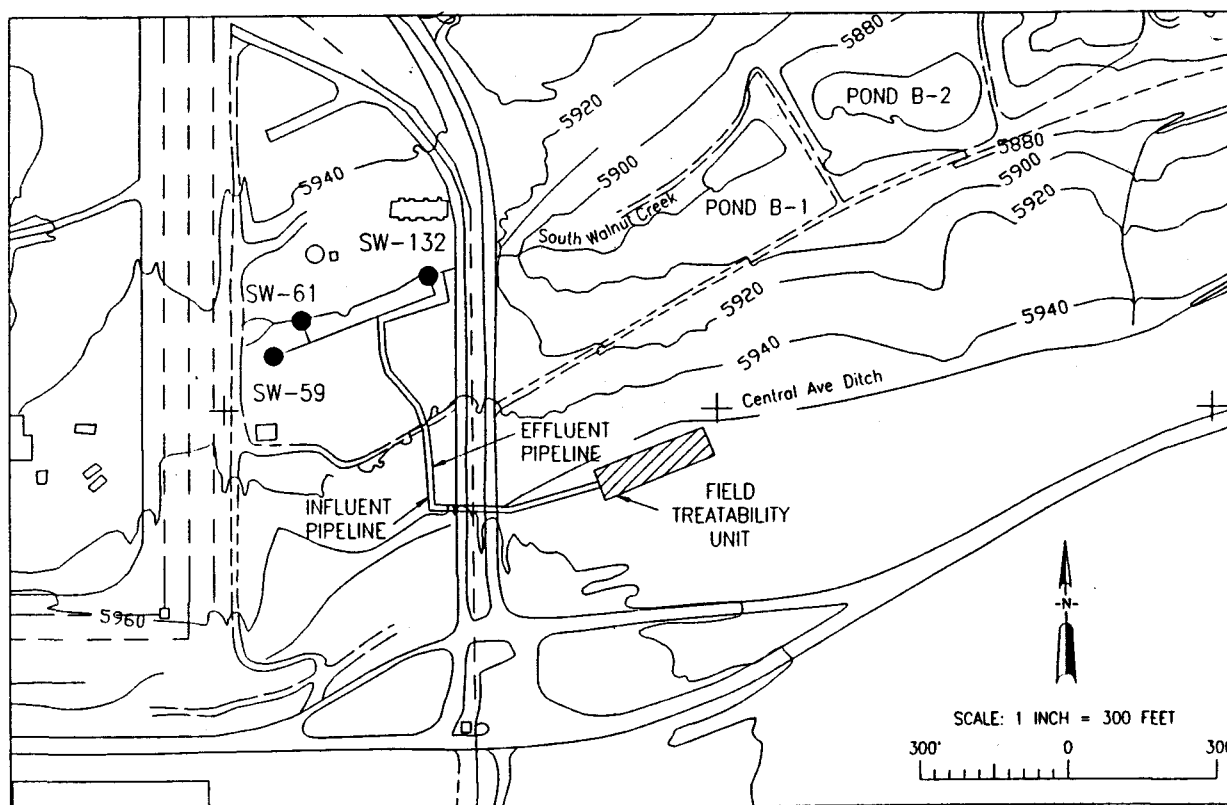 5880
5920
POND B-2
5940
5900
5880
5900
5920
SW-132
South Walnut Creek
POND B-1
SW-61
5920
5940
5940
SW-59
Central Ave Ditch
EFFLUENT
PIPELINE
INFLUENT
PIPELINE
FIELD
TREATABILITY
UNIT
-N-
5960
SCALE: 1 INCH = 300 FEET
300'
0
300